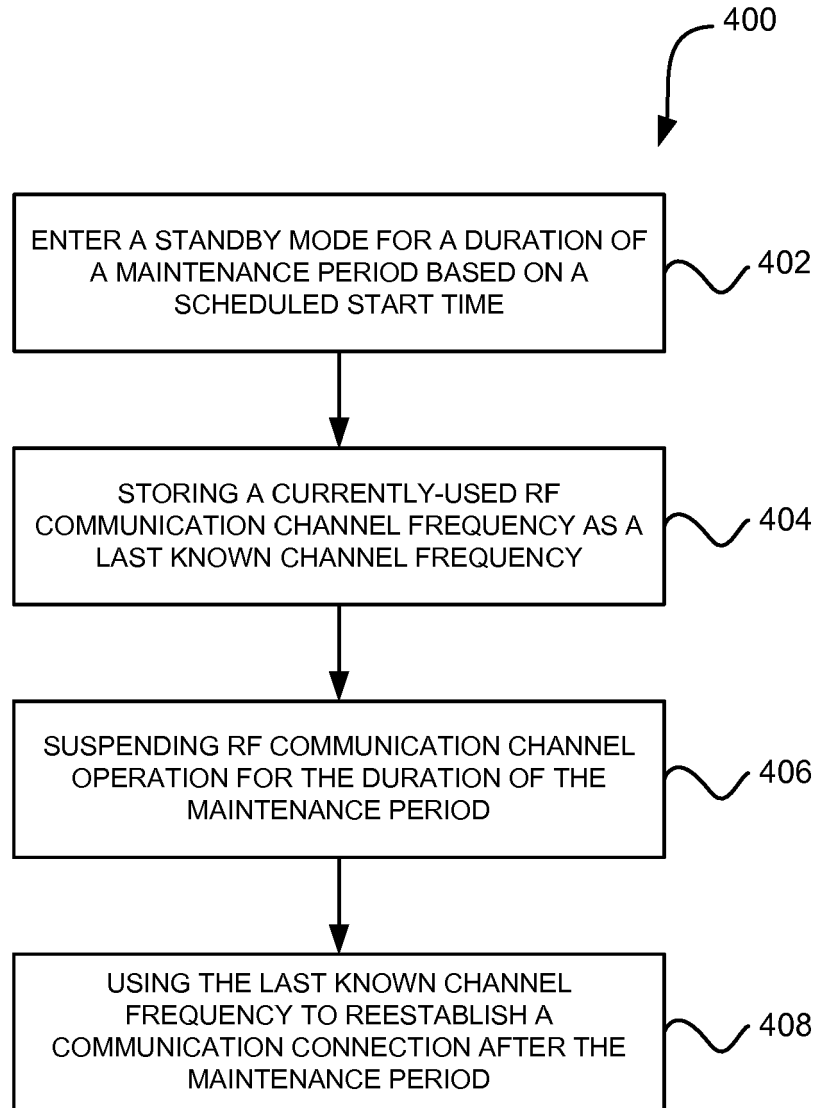 400
ENTER A STANDBY MODE FOR A DURATION OF
A MAINTENANCE PERIOD BASED ON A
SCHEDULED START TIME
402
STORING A CURRENTLY-USED RF
COMMUNICATION CHANNEL FREQUENCY AS A
LAST KNOWN CHANNEL FREQUENCY
404
SUSPENDING RF COMMUNICATION CHANNEL
OPERATION FOR THE DURATION OF THE
MAINTENANCE PERIOD
406
USING THE LAST KNOWN CHANNEL
FREQUENCY TO REESTABLISH A
COMMUNICATION CONNECTION AFTER THE
MAINTENANCE PERIOD
408